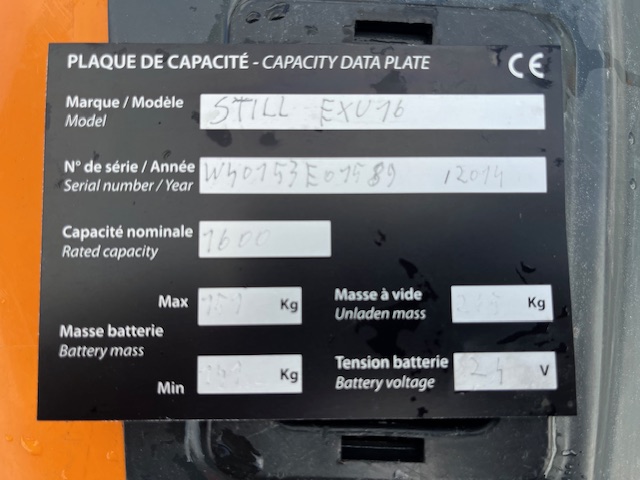 PLAQUE DE CAPACITÉ - CAPACITY DATA PLATE CE
Marque / Modèle STILL EXU16
Model
N° de série / Année W40153E01589 / 2014
Serial number / Year
Capacité nominale 1600
Rated capacity
Max Kg
Masse à vide Kg
Unladen mass
Masse batterie
Battery mass
Min Kg
Tension batterie 24 V
Battery voltage